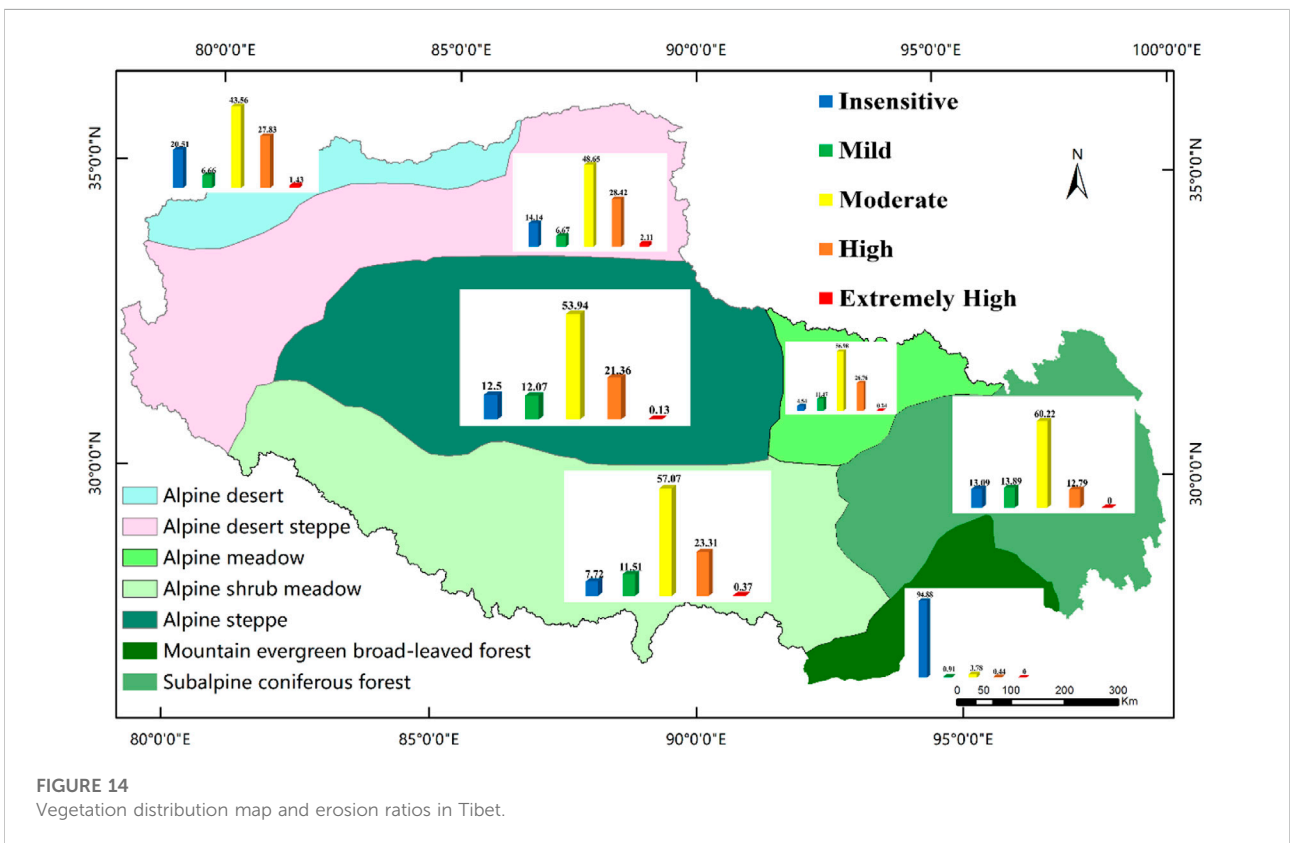 80°0'0"E 85°0'0"E 90°0'0"E 95°0'0"E 100°0'0"E
35°0'0"N
30°0'0"N
35°0'0"N
30°0'0"N
Insensitive
Mild
Moderate
High
Extremely High
N
20.51 6.66 43.56 27.83 1.43
14.14 6.67 48.65 28.42 2.11
12.5 12.07 53.94 21.36 0.13
56.98
13.09 13.89 60.22 12.79 0
7.72 11.51 57.07 23.31 0.37
94.88 0.91 3.78 0.44 0
Alpine desert
Alpine desert steppe
Alpine meadow
Alpine shrub meadow
Alpine steppe
Mountain evergreen broad-leaved forest
Subalpine coniferous forest
0 50 100 200 300
Km
80°0'0"E 85°0'0"E 90°0'0"E 95°0'0"E
FIGURE 14
Vegetation distribution map and erosion ratios in Tibet.